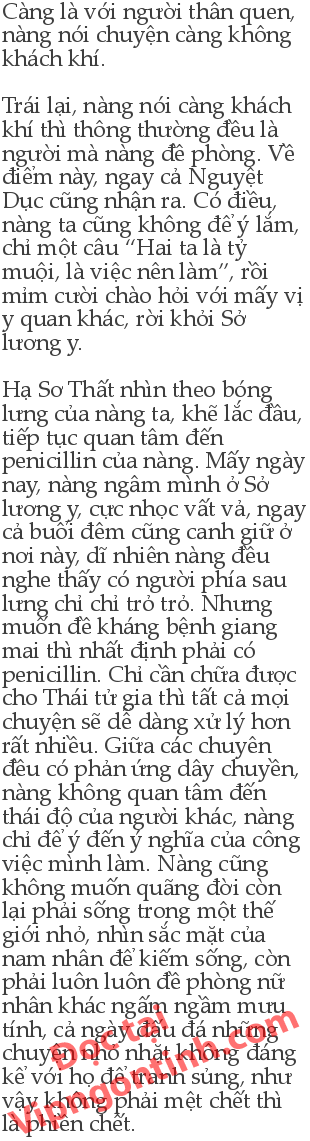 Càng là với người thân quen,
nàng nói chuyện càng không
khách khí.
Trái lại, nàng nói càng khách
khí thì thông thường đều là
người mà nàng đề phòng. Về
điểm này, ngay cả Nguyệt
Dục cũng nhận ra. Có điều,
nàng ta cũng không để ý lắm,
chỉ một câu “Hai ta là tỷ
muội, là việc nên làm”, rồi
mỉm cười chào hỏi với mấy vị
y quan khác, rời khỏi Sở
lương y.
Hạ Sơ Thất nhìn theo bóng
lưng của nàng ta, khẽ lắc đầu,
tiếp tục quan tâm đến
penicillin của nàng. Mấy ngày
nay, nàng ngâm mình ở Sở
lương y, cực nhọc vất vả, ngay
cả buổi đêm cũng canh giữ ở
nơi này, dĩ nhiên nàng đều
nghe thấy có người phía sau
lưng chỉ chỉ trỏ trỏ. Nhưng
muốn đề kháng bệnh giang
mai thì nhất định phải có
penicillin. Chỉ cần chữa được
cho Thái tử gia thì tất cả mọi
chuyện sẽ dễ dàng xử lý hơn
rất nhiều. Giữa các chuyện
đều có phản ứng dây chuyền,
nàng không quan tâm đến
thái độ của người khác, nàng
chỉ để ý đến ý nghĩa của công
việc mình làm. Nàng cũng
không muốn quãng đời còn
lại phải sống trong một thế
giới nhỏ, nhìn sắc mặt của
nam nhân để kiếm sống, còn
phải luôn luôn đề phòng nữ
nhân khác ngấm ngầm mưu
tính, cả ngày đấu đá những
chuyện nhỏ nhặt không đáng
kể với họ để tranh sủng, như
vậy không phải mệt chết thì
là phiền chết.
Đọc tại
Vipngontinh.com